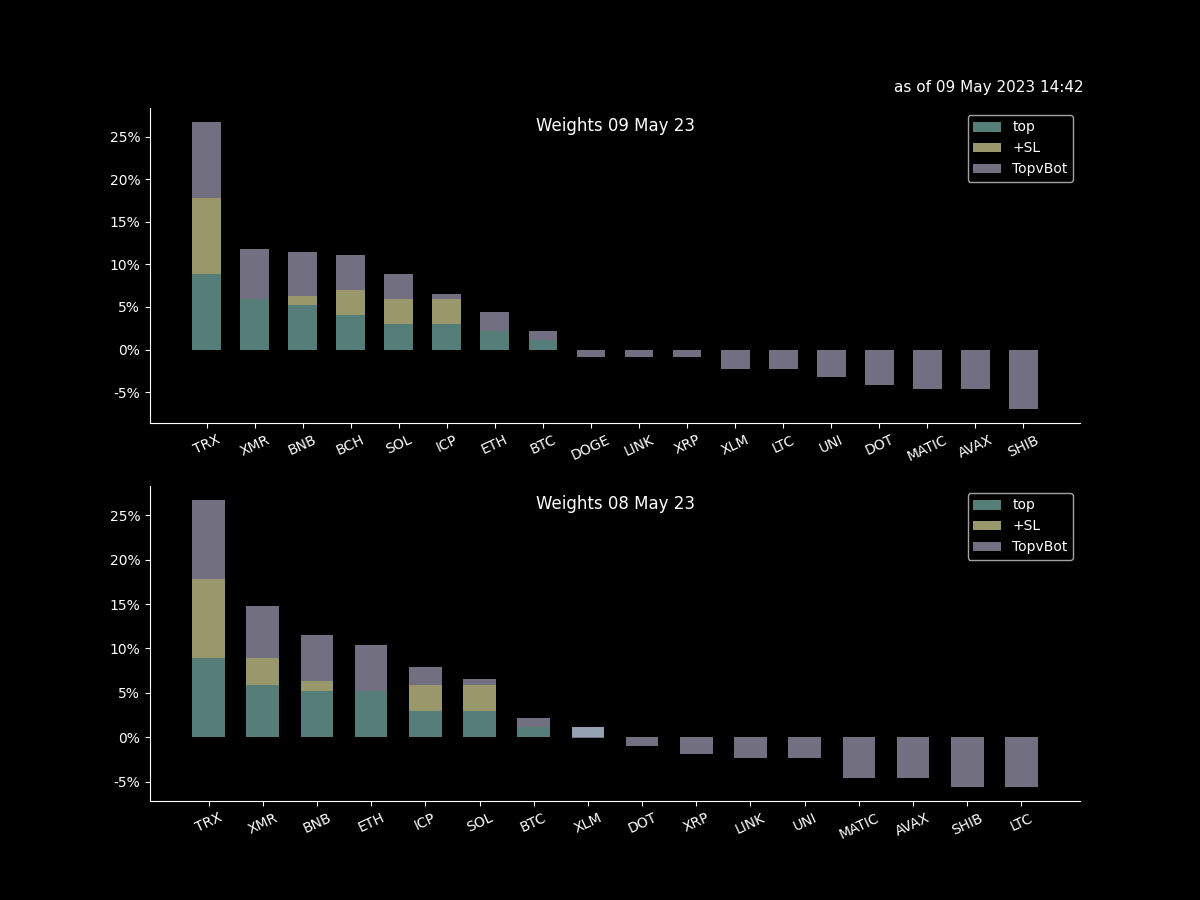 as of 09 May 2023 14:42
Weights 09 May 23
top
+SL
TopvBot
25%
20%
15%
10%
5%
0%
-5%
TRX XMR BNB BCH SOL ICP ETH BTC DOGE LINK XRP XLM LTC UNI DOT MATIC AVAX SHIB
Weights 08 May 23
top
+SL
TopvBot
25%
20%
15%
10%
5%
0%
-5%
TRX XMR BNB ETH ICP SOL BTC XLM DOT XRP LINK UNI MATIC AVAX SHIB LTC